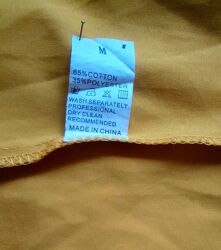 M
65%COTTON
35%POLYESTER
WASH SEPARATELY
PROFESSIONAL
DRY CLEAN
RECOMMENDED
MADE IN CHINA